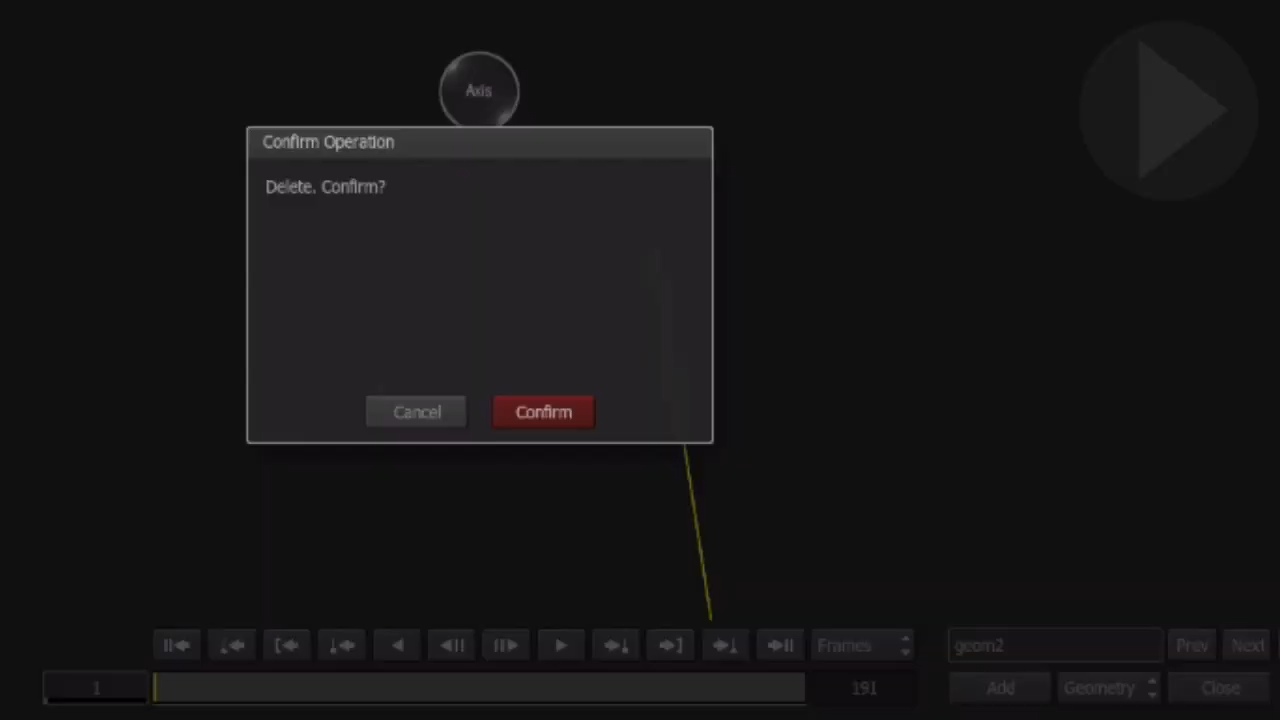 Axis
Confirm Operation
Delete. Confirm?
Cancel Confirm
Frames geom2 Prev Next
1 191 Add Geometry Close